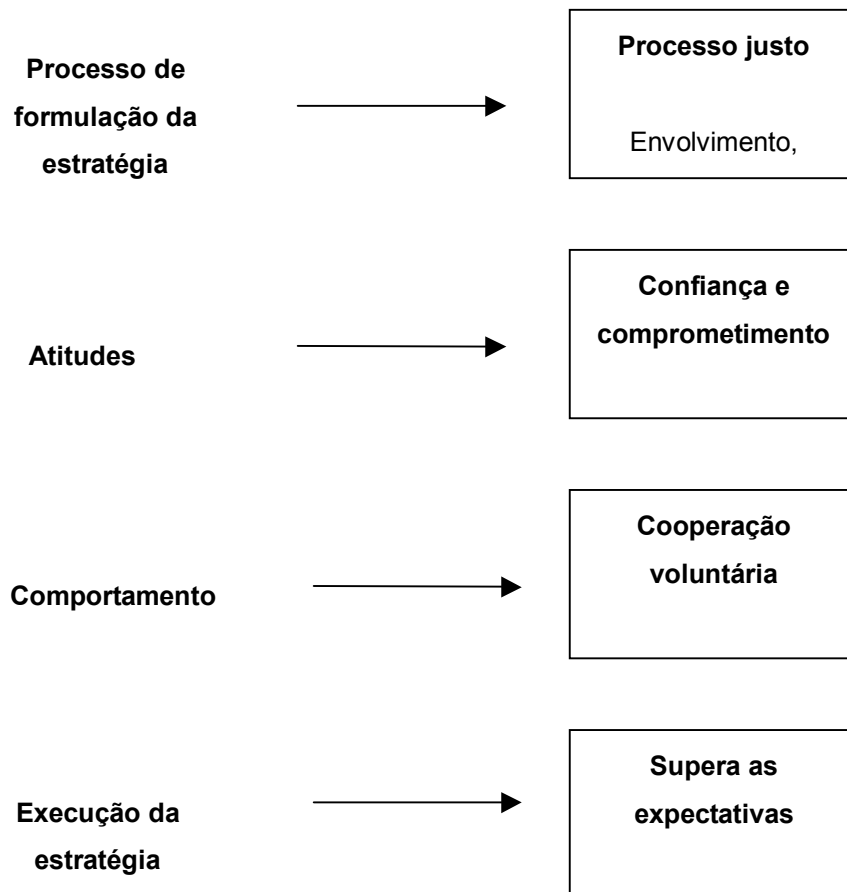 Processo de
formulação da
estratégia
Processo justo
Envolvimento,
Atitudes
Confiança e
comprometimento
Comportamento
Cooperação
voluntária
Execução da
estratégia
Supera as
expectativas